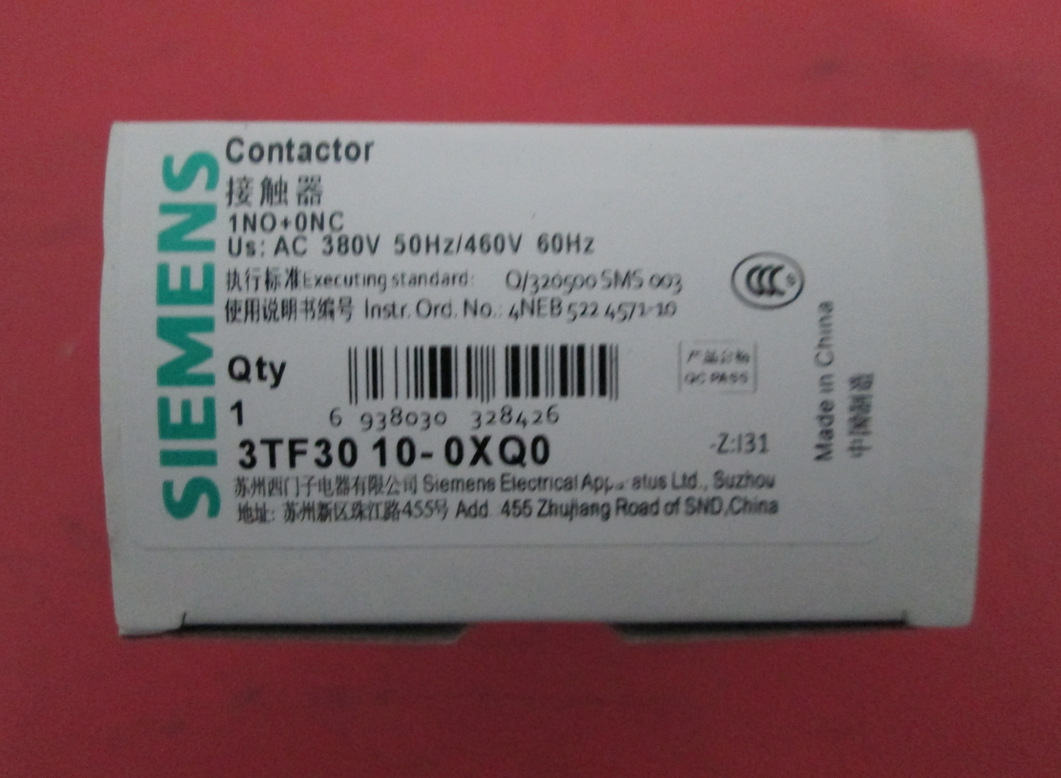 SIEMENS
Contactor
接触器
1NO+0NC
Us: AC 380V 50Hz/460V 60Hz
执行标准Executing standard: Q/320500 SMS 003
使用说明书编号 Instr. Ord. No.: 4NEB 522 4571-10
CCC S
Qty
1
6 938030 328426
产品合格
QC PASS
3TF30 10-0XQ0
-Z:I31
苏州西门子电器有限公司 Siemens Electrical Apparatus Ltd., Suzhou
地址: 苏州新区珠江路455号 Add. 455 Zhujiang Road of SND,China
Made in China
中国制造